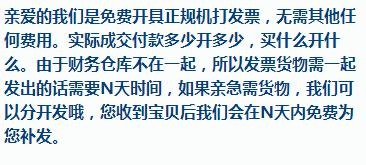 亲爱的我们是免费开具正规机打发票，无需其他任
何费用。实际成交付款多少开多少，买什么开什
么。由于财务仓库不在一起，所以发票货物需一起
发出的话需要N天时间，如果亲急需货物，我们可
以分开发哦，您收到宝贝后我们会在N天内免费为
您补发。